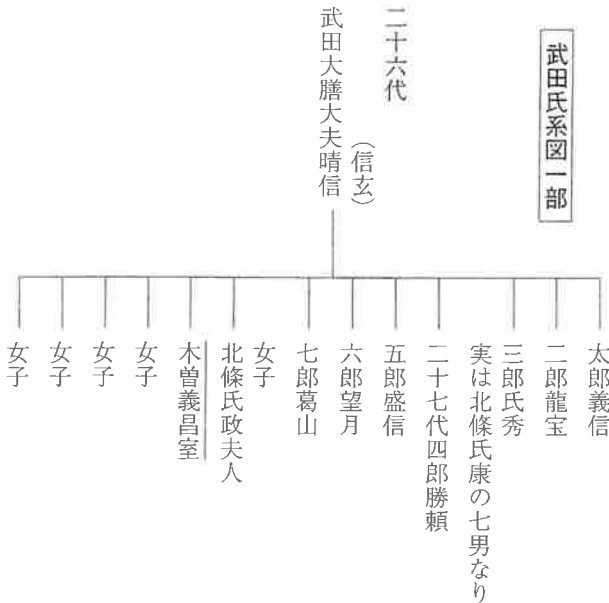 武田氏系図一部
二十六代
武田大膳大夫晴信
(信玄)
太郎義信
二郎龍宝
三郎氏秀
実は北條氏康の七男なり
二十七代四郎勝頼
五郎盛信
六郎望月
七郎葛山
女子
北條氏政夫人
木曽義昌室
女子
女子
女子
女子